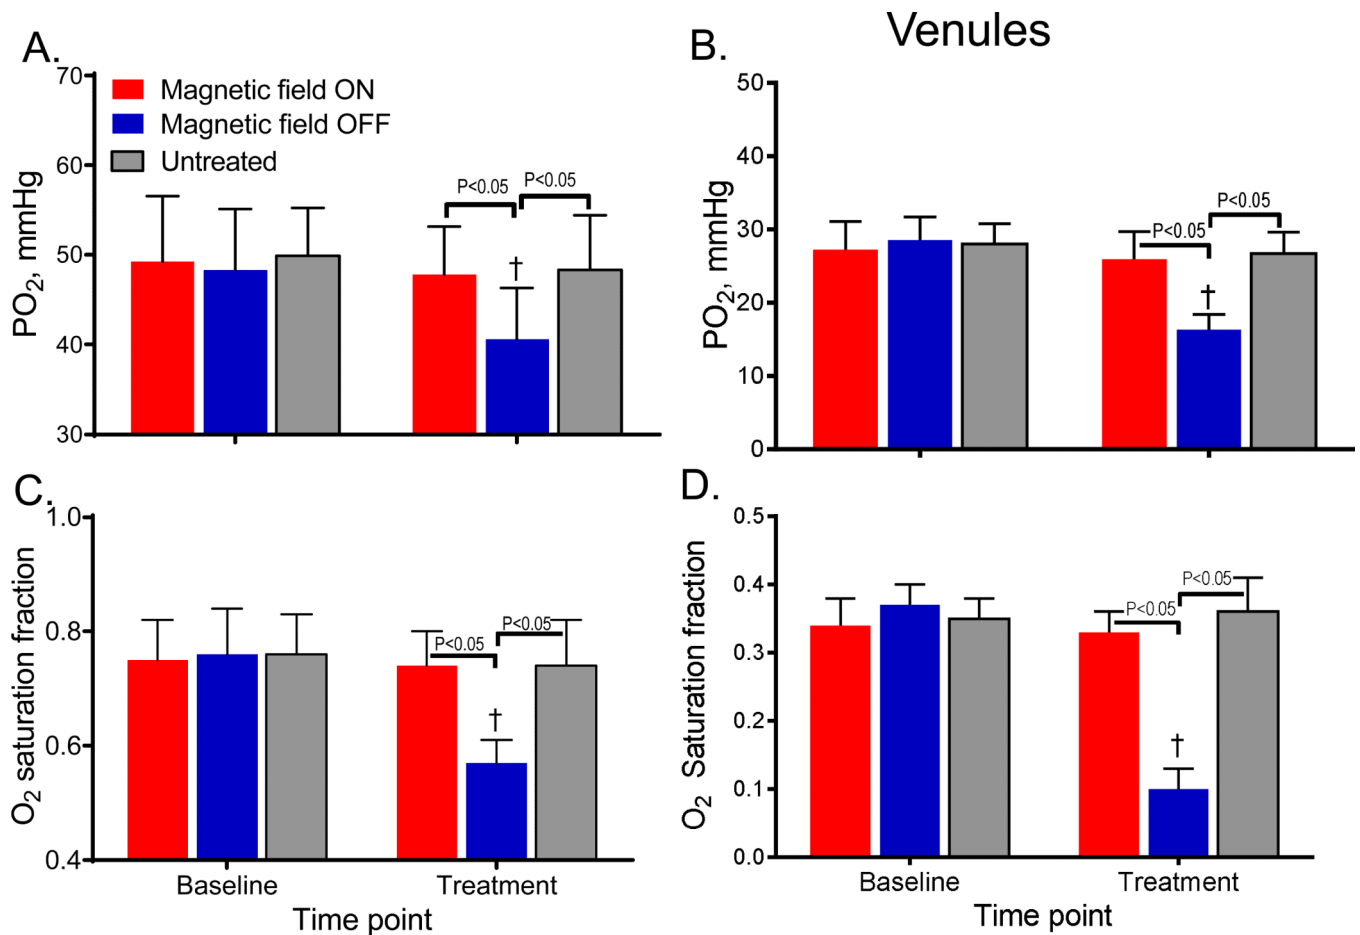 Venules
A.
70
60
50
40
30
PO2, mmHg
Magnetic field ON
Magnetic field OFF
Untreated
P<0.05
P<0.05
†
B.
50
40
30
20
10
0
PO2, mmHg
P<0.05
P<0.05
†
C.
1.0
0.8
0.6
0.4
O2 saturation fraction
P<0.05
P<0.05
†
Baseline
Treatment
Time point
D.
0.5
0.4
0.3
0.2
0.1
0.0
O2 Saturation fraction
P<0.05
P<0.05
†
Baseline
Treatment
Time point